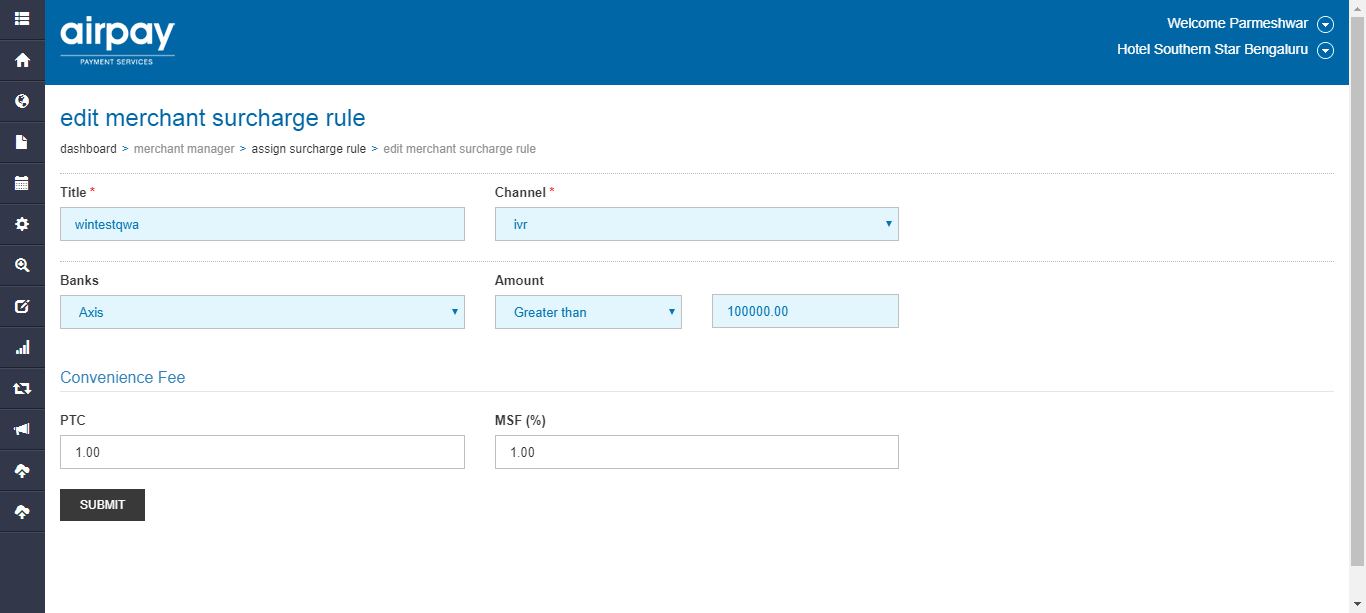 airpay
PAYMENT SERVICES
Welcome Parmeshwar
Hotel Southern Star Bengaluru
edit merchant surcharge rule
dashboard > merchant manager > assign surcharge rule > edit merchant surcharge rule
Title * Channel *
wintestqwa ivr
Banks Amount
Axis Greater than 100000.00
Convenience Fee
PTC MSF (%)
1.00 1.00
SUBMIT